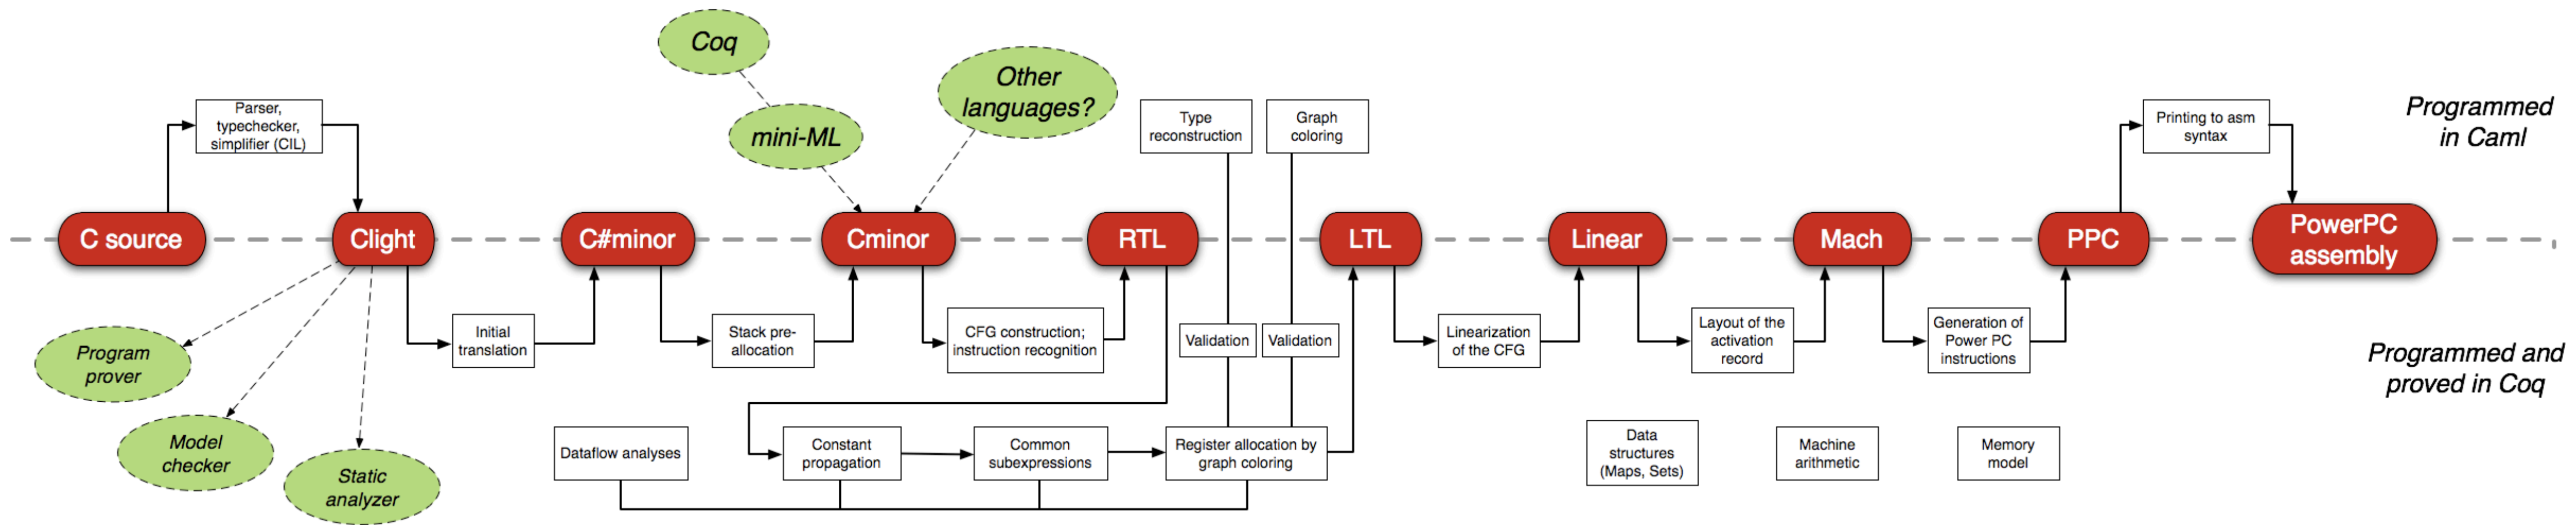 Coq
Other
languages?
mini-ML
Parser,
typechecker,
simplifier (CIL)
Type
reconstruction
Graph
coloring
Printing to asm
syntax
Programmed
in Caml
C source
Clight
C#minor
Cminor
RTL
LTL
Linear
Mach
PPC
PowerPC
assembly
Program
prover
Model
checker
Static
analyzer
Initial
translation
Stack pre-
allocation
CFG construction;
instruction recognition
Validation
Validation
Linearization
of the CFG
Layout of the
activation
record
Generation of
Power PC
instructions
Programmed and
proved in Coq
Dataflow analyses
Constant
propagation
Common
subexpressions
Register allocation by
graph coloring
Data
structures
(Maps, Sets)
Machine
arithmetic
Memory
model